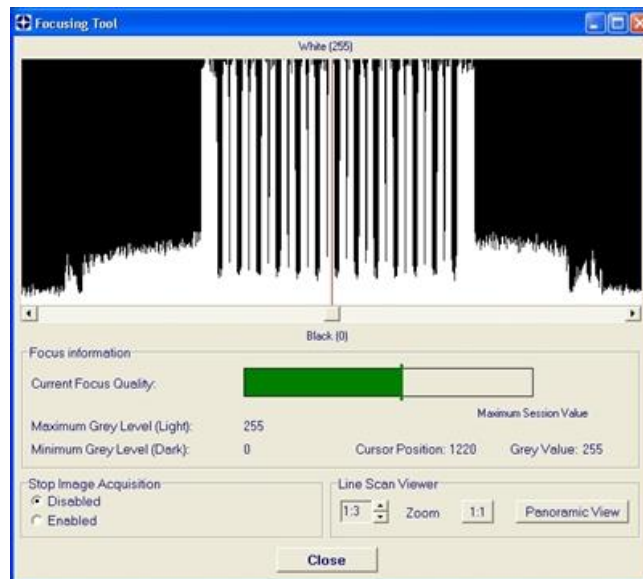 Focusing Tool
White (255)
Black (0)
Focus information
Current Focus Quality:
Maximum Session Value
Maximum Grey Level (Light): 255
Minimum Grey Level (Dark): 0 Cursor Position: 1220 Grey Value: 255
Stop Image Acquisition Line Scan Viewer
Disabled
1:3 Zoom 1:1 Panoramic View
Enabled
Close